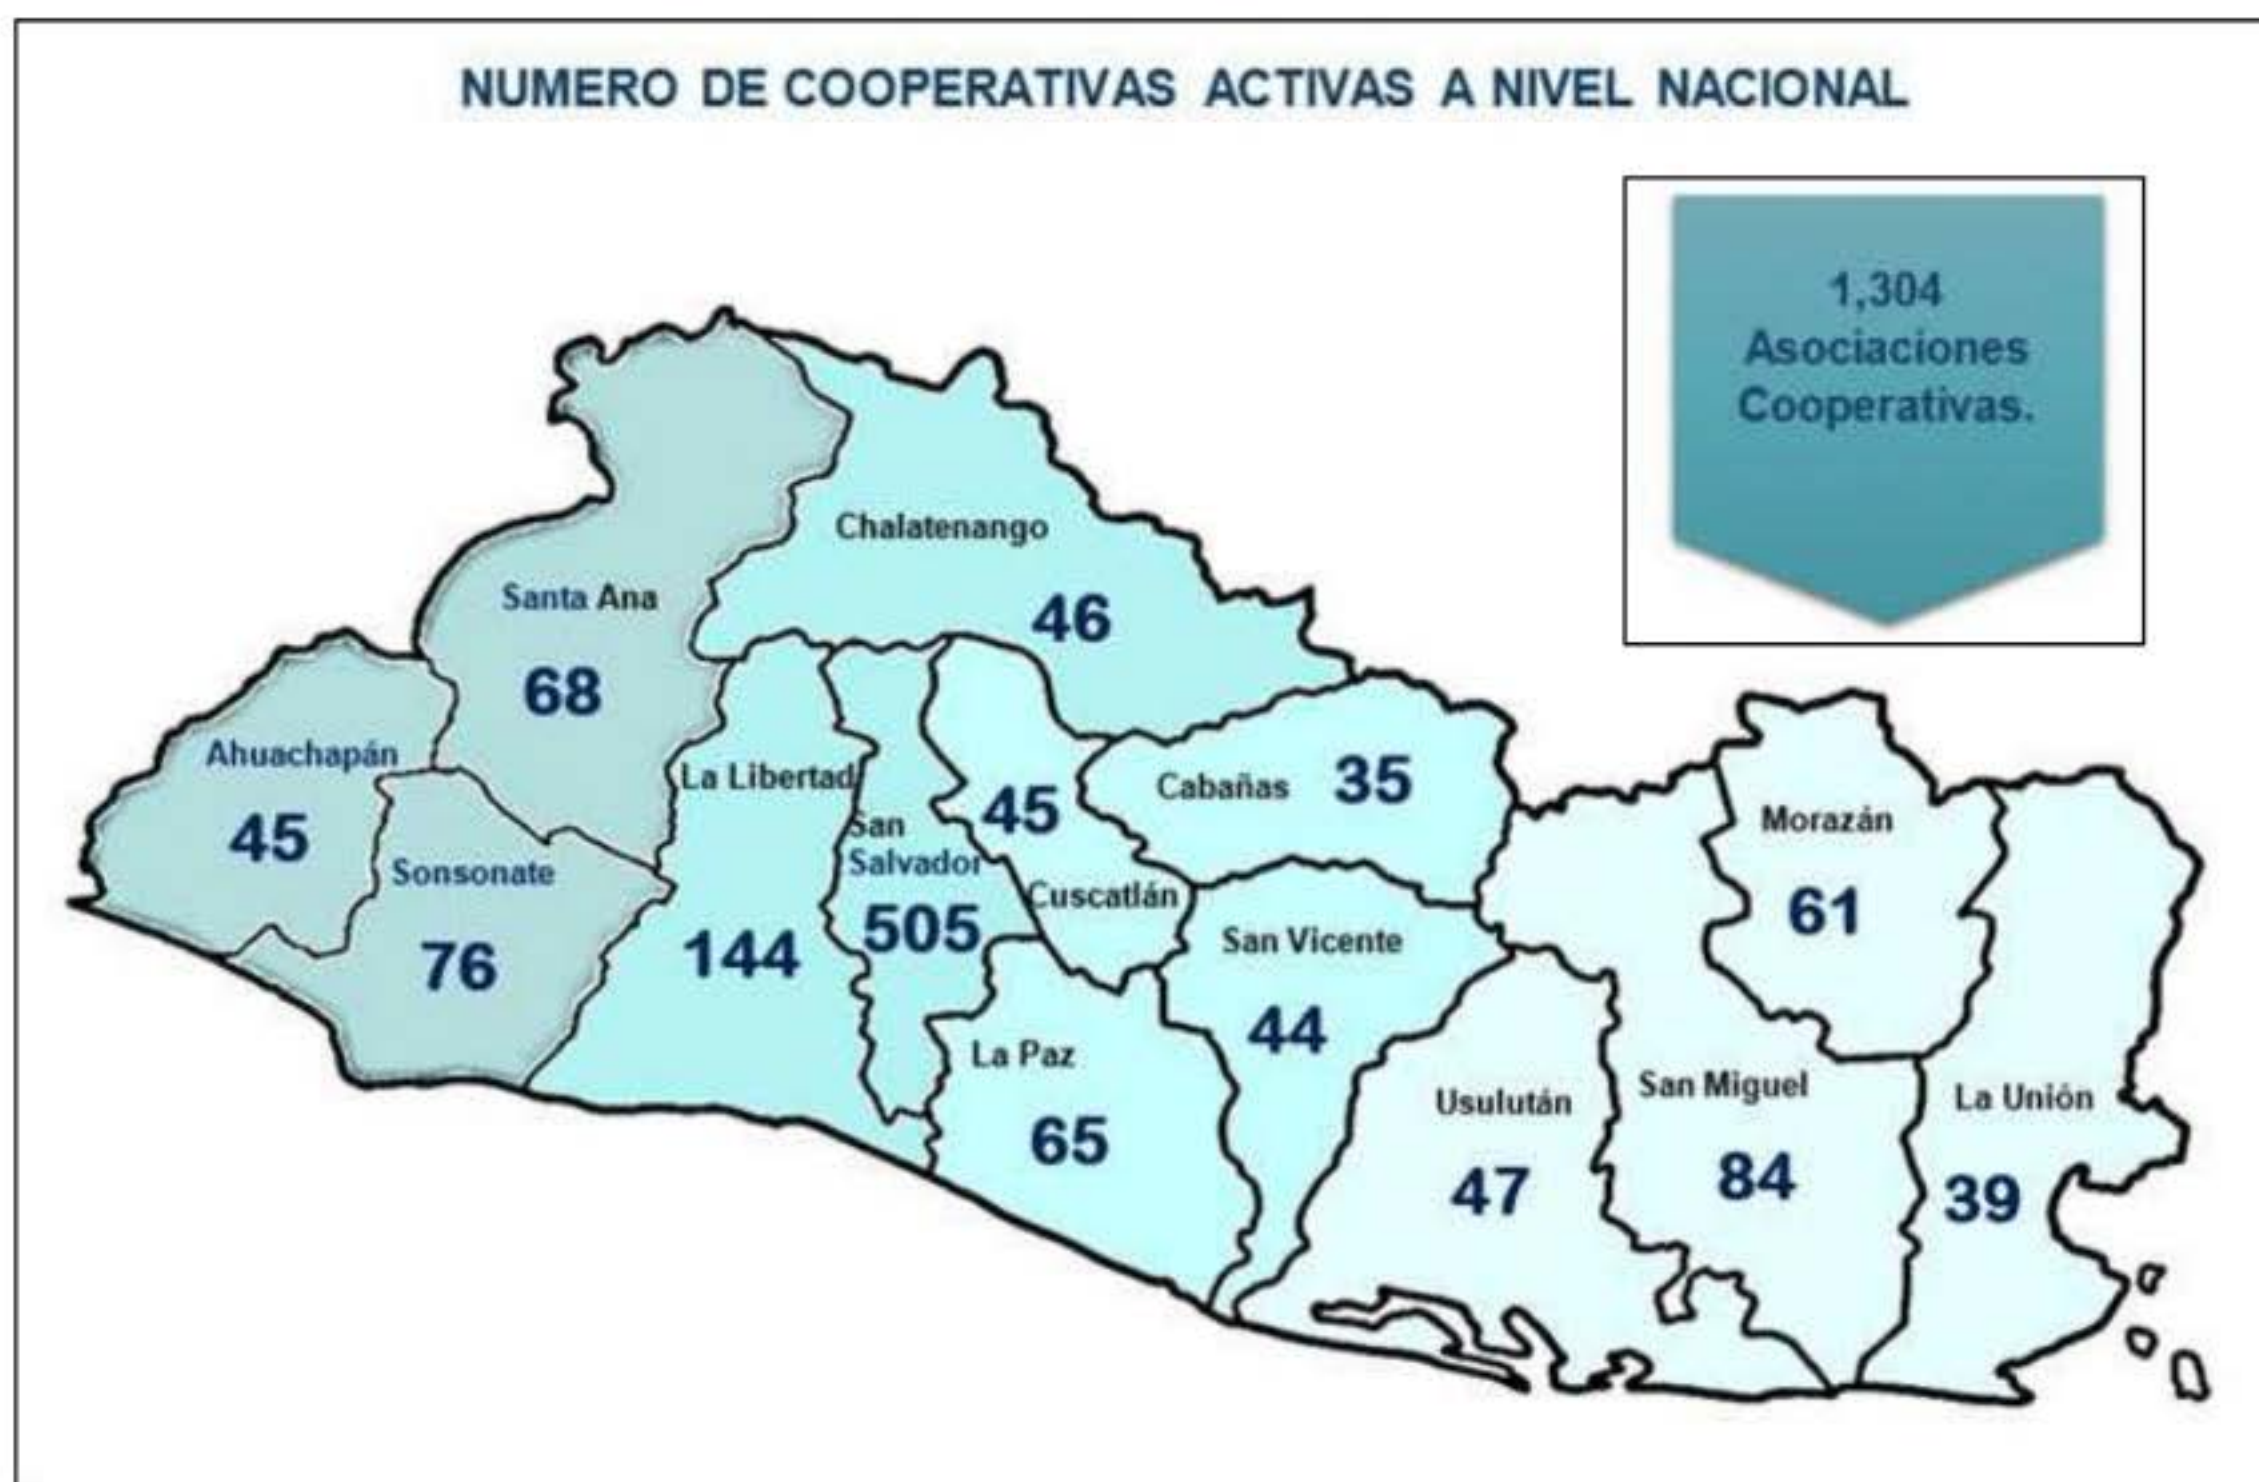 NUMERO DE COOPERATIVAS ACTIVAS A NIVEL NACIONAL
1,304
Asociaciones
Cooperativas.
Chalatenango
46
Santa Ana
68
Ahuachapán
45
Sonsonate
76
La Libertad
144
San
Salvador
505
45
Cuscatlán
Cabañas 35
San Vicente
44
La Paz
65
Usulután
47
San Miguel
84
Morazán
61
La Unión
39